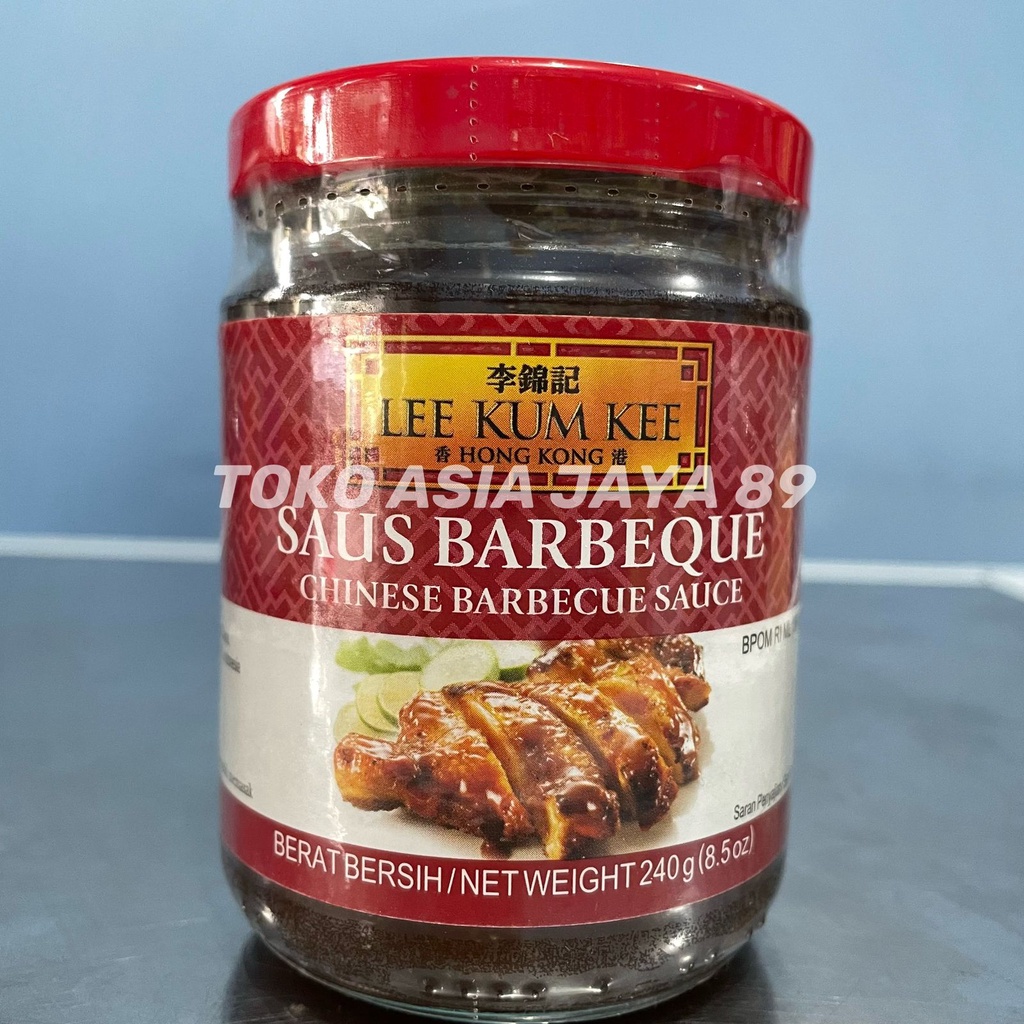 李錦記
LEE KUM KEE
香 HONG KONG 港
TOKO ASIA JAYA 89
SAUS BARBEQUE
CHINESE BARBECUE SAUCE
BPOM RI
Saran
BERAT BERSIH / NET WEIGHT 240 g (8.5 oz)